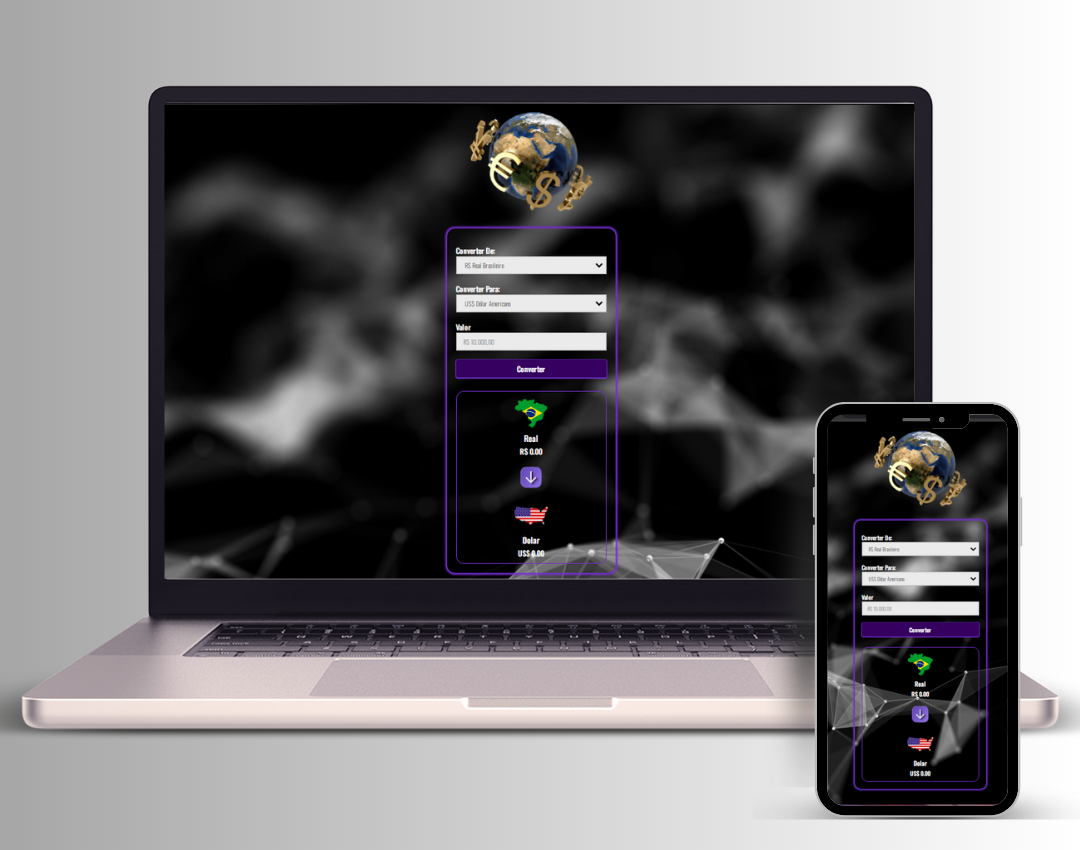 Converter De:
R$ Real Brasileiro
Converter Para:
US$ Dólar Americano
Valor
R$ 10.000,00
Converter
Real
R$ 0.00
Dolar
US$ 0.00
Converter De:
R$ Real Brasileiro
Converter Para:
US$ Dólar Americano
Valor
R$ 10.000,00
Converter
Real
R$ 0.00
Dolar
US$ 0.00